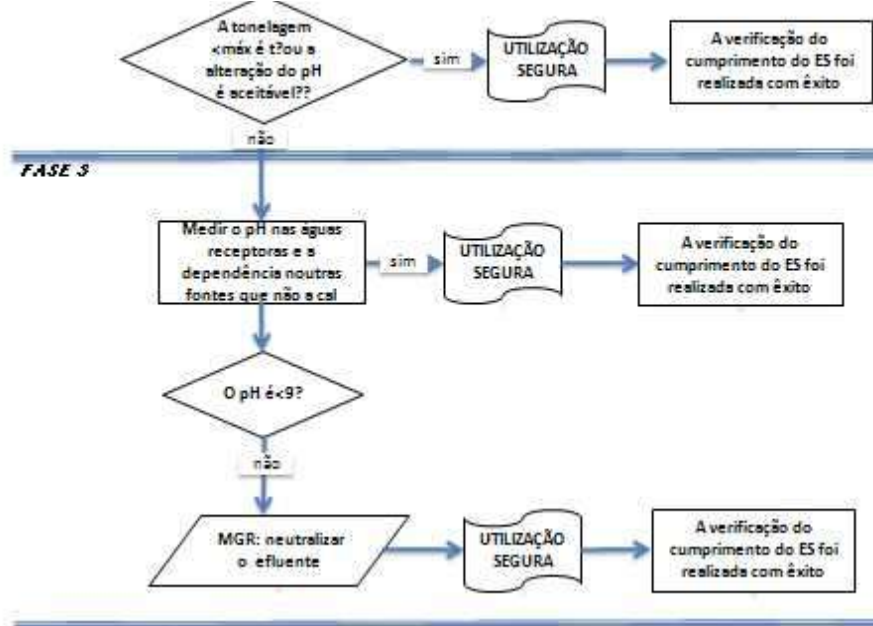 A tonelagem
<máx é t?ou a
alteração do pH
é aceitável??
sim
UTILIZAÇÃO
SEGURA
A verificação do
cumprimento do ES foi
realizada com êxito
não
FASE 3
Medir o pH nas águas
receptoras e a
dependência noutras
fontes que não a cal
sim
UTILIZAÇÃO
SEGURA
A verificação do
cumprimento do ES foi
realizada com êxito
O pH é<9?
não
MGR: neutralizar
o efluente
UTILIZAÇÃO
SEGURA
A verificação do
cumprimento do ES foi
realizada com êxito